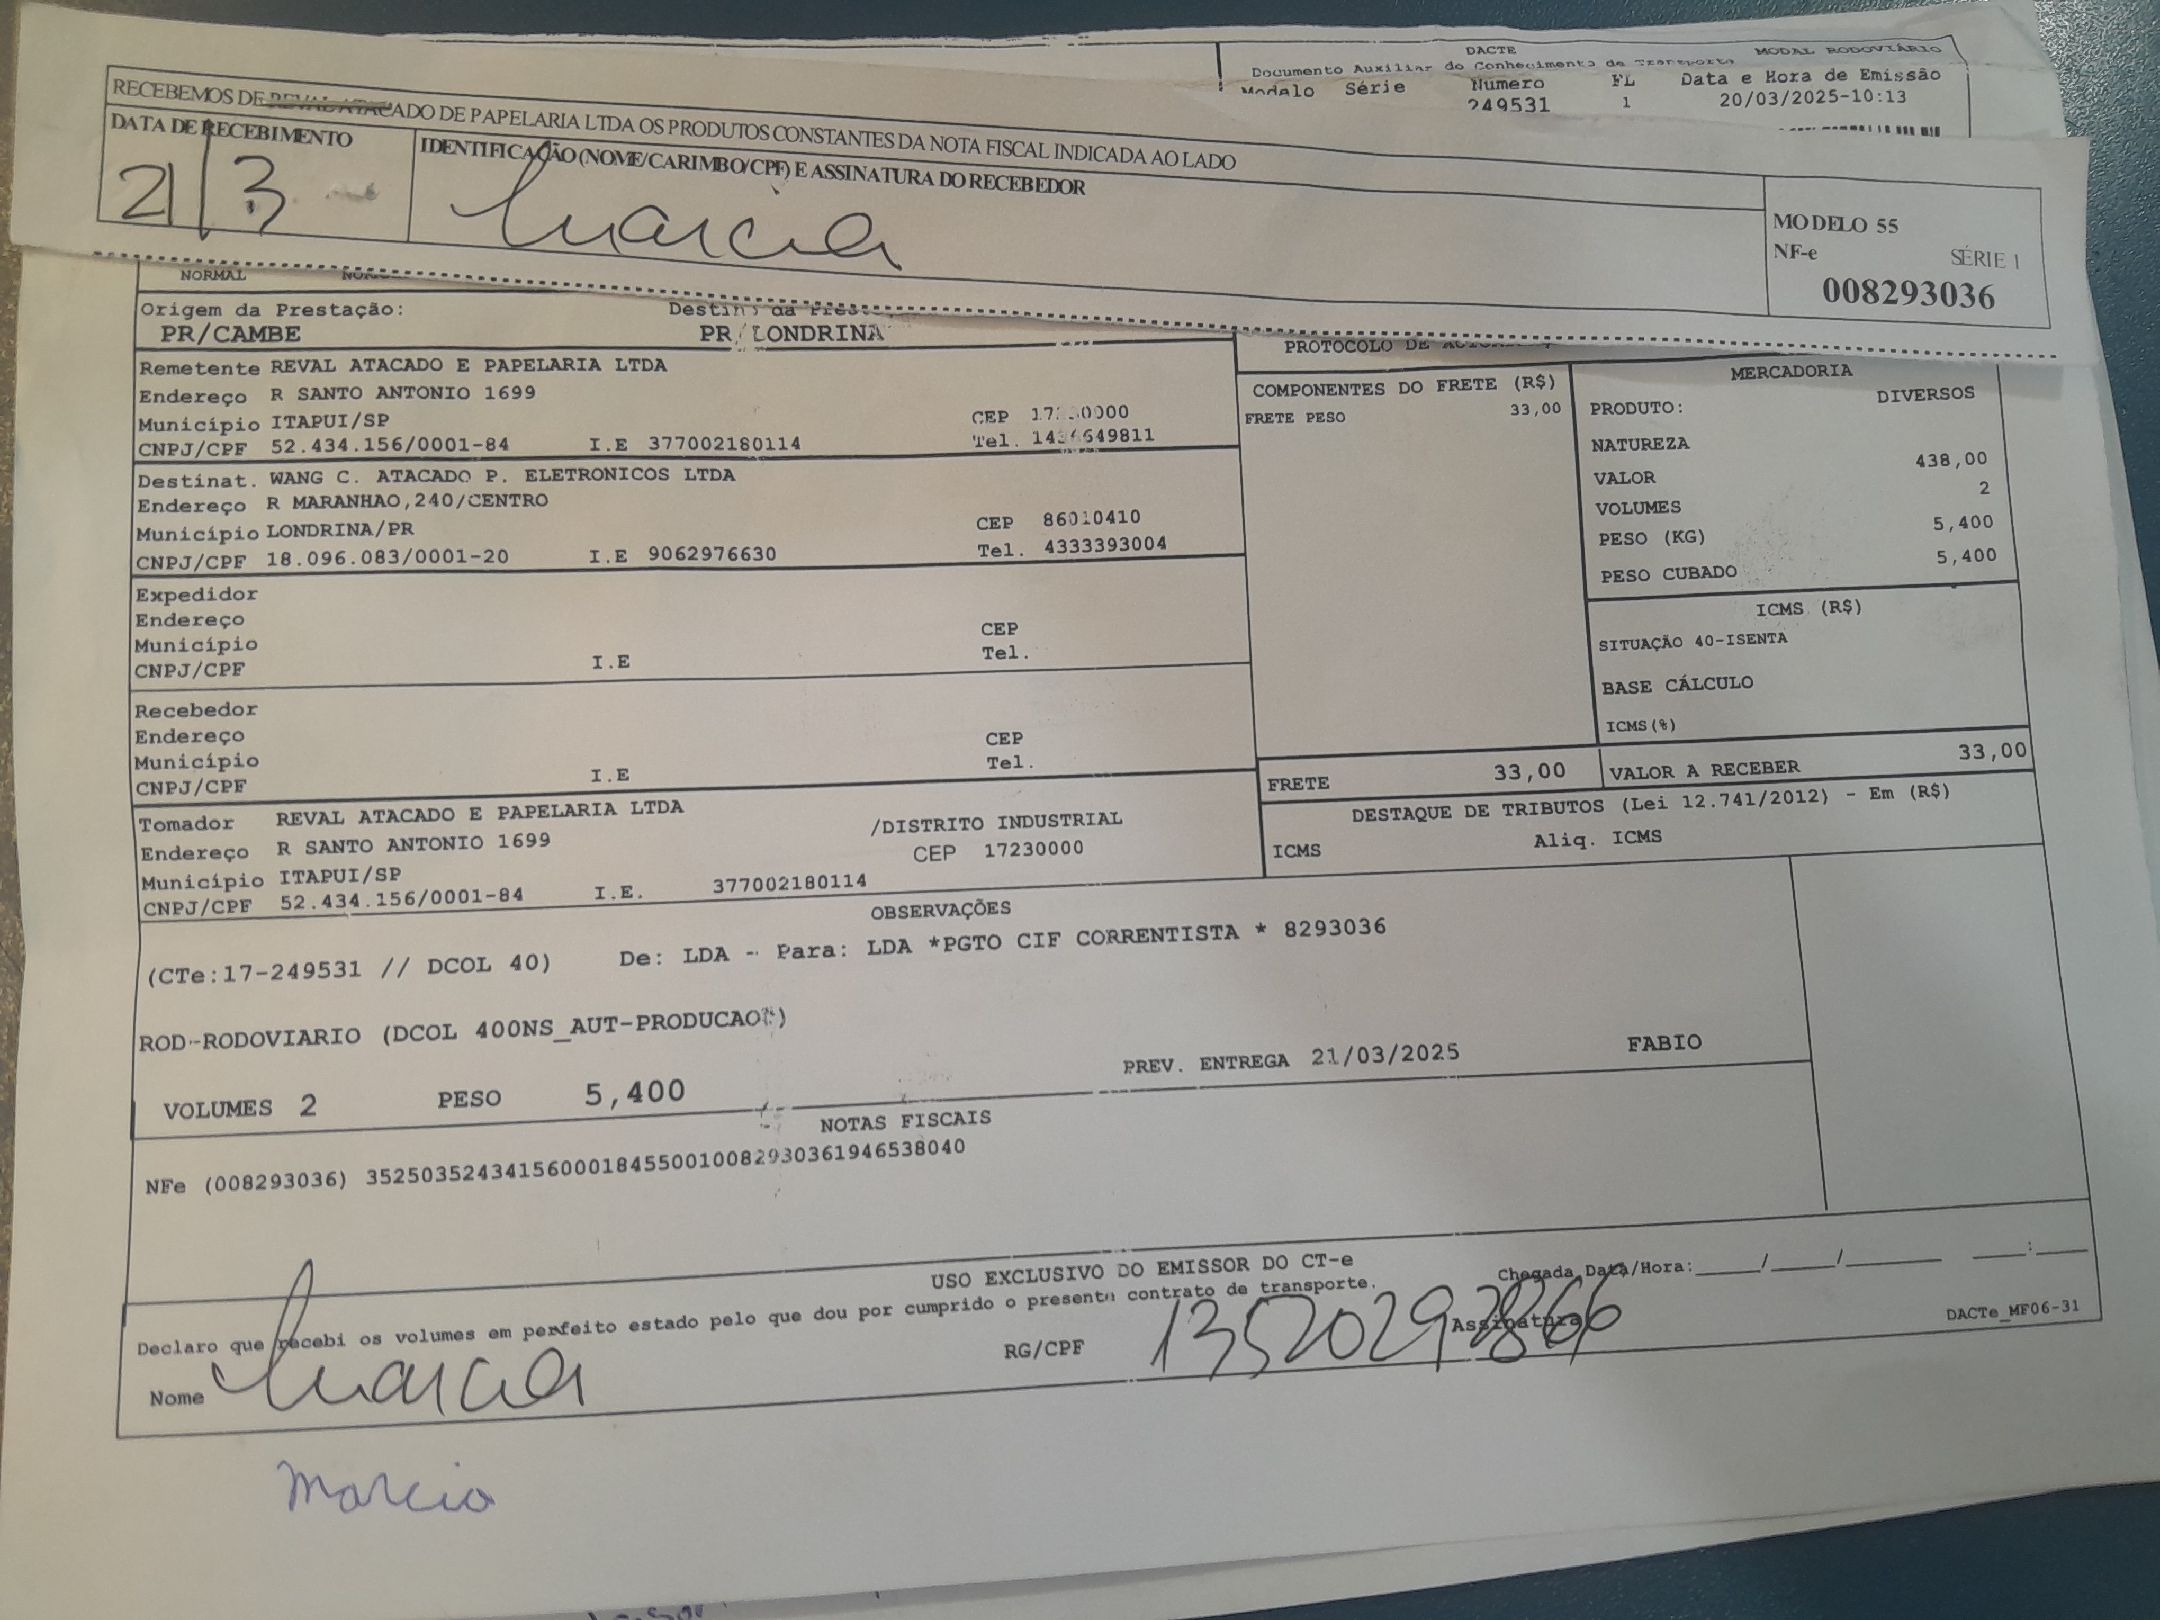 DACTE MODAL RODOVIÁRIO
Documento Auxiliar do Conhecimento de Transporte
Modalo Série Número FL Data e Hora de Emissão
249531 1 20/03/2025-10:13
RECEBEMOS DE REVAL ATACADO DE PAPELARIA LTDA OS PRODUTOS CONSTANTES DA NOTA FISCAL INDICADA AO LADO
DATA DE RECEBIMENTO IDENTIFICAÇÃO (NOME/CARIMBO/CPF) E ASSINATURA DO RECEBEDOR
21/3 Marcia
MODELO 55
NF-e SÉRIE 1
008293036
NORMAL
Origem da Prestação: Destino da
PR/CAMBE PR/LONDRINA
PROTOCOLO DE
Remetente REVAL ATACADO E PAPELARIA LTDA
Endereço R SANTO ANTONIO 1699
Município ITAPUI/SP CEP
CNPJ/CPF 52.434.156/0001-84 I.E 377002180114 Tel.
COMPONENTES DO FRETE (R$)
FRETE PESO 33,00
MERCADORIA
PRODUTO: DIVERSOS
NATUREZA
VALOR 438,00
VOLUMES 2
PESO (KG) 5,400
PESO CUBADO 5,400
Destinat. WANG C. ATACADO P. ELETRONICOS LTDA
Endereço R MARANHAO,240/CENTRO
Município LONDRINA/PR CEP 86010410
CNPJ/CPF 18.096.083/0001-20 I.E 9062976630 Tel. 4333393004
ICMS (R$)
SITUAÇÃO 40-ISENTA
BASE CÁLCULO
ICMS(%)
Expedidor
Endereço
Município CEP
CNPJ/CPF I.E Tel.
Recebedor
Endereço
Município CEP
CNPJ/CPF I.E Tel.
FRETE 33,00 VALOR A RECEBER 33,00
Tomador REVAL ATACADO E PAPELARIA LTDA
Endereço R SANTO ANTONIO 1699 /DISTRITO INDUSTRIAL
Município ITAPUI/SP CEP 17230000
CNPJ/CPF 52.434.156/0001-84 I.E. 377002180114
DESTAQUE DE TRIBUTOS (Lei 12.741/2012) - Em (R$)
ICMS Aliq. ICMS
OBSERVAÇÕES
(CTe:17-249531 // DCOL 40) De: LDA - Para: LDA *PGTO CIF CORRENTISTA * 8293036
ROD-RODOVIARIO (DCOL 400NS_AUT-PRODUCAO*)
PREV. ENTREGA 21/03/2025 FABIO
VOLUMES 2 PESO 5,400
NOTAS FISCAIS
NFe (008293036) 35250352434156000184550010082930361946538040
USO EXCLUSIVO DO EMISSOR DO CT-e
Declaro que recebi os volumes em perfeito estado pelo que dou por cumprido o presente contrato de transporte.
Chegada Data/Hora:_____/_____/_______ ____:____
Nome Marcia RG/CPF Assinatura
DACTe_MF06-31
Marcio